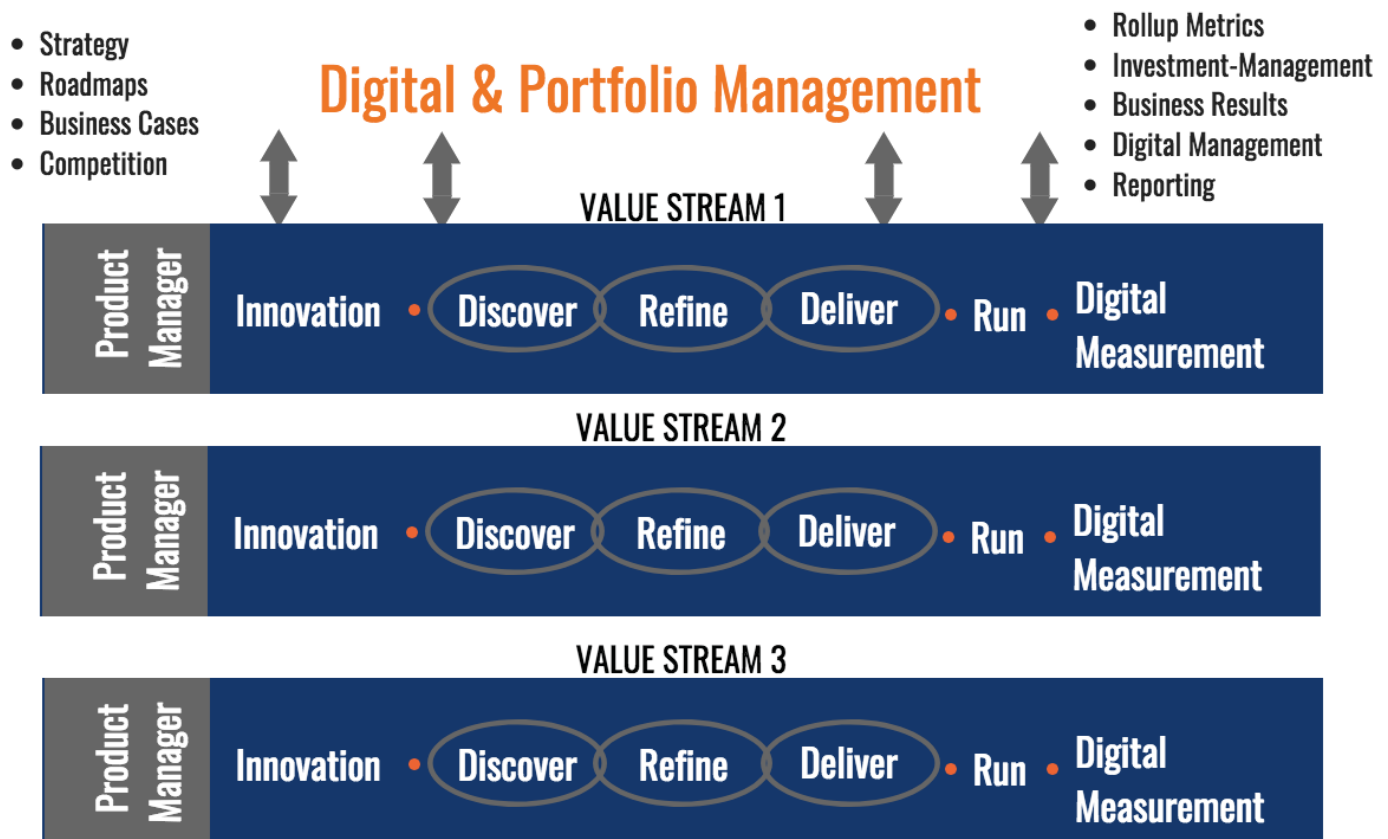 • Strategy
• Roadmaps
• Business Cases
• Competition
Digital & Portfolio Management
• Rollup Metrics
• Investment-Management
• Business Results
• Digital Management
• Reporting
VALUE STREAM 1
Product
Manager
Innovation • Discover Refine Deliver • Run • Digital
Measurement
VALUE STREAM 2
Product
Manager
Innovation • Discover Refine Deliver • Run • Digital
Measurement
VALUE STREAM 3
Product
Manager
Innovation • Discover Refine Deliver • Run • Digital
Measurement